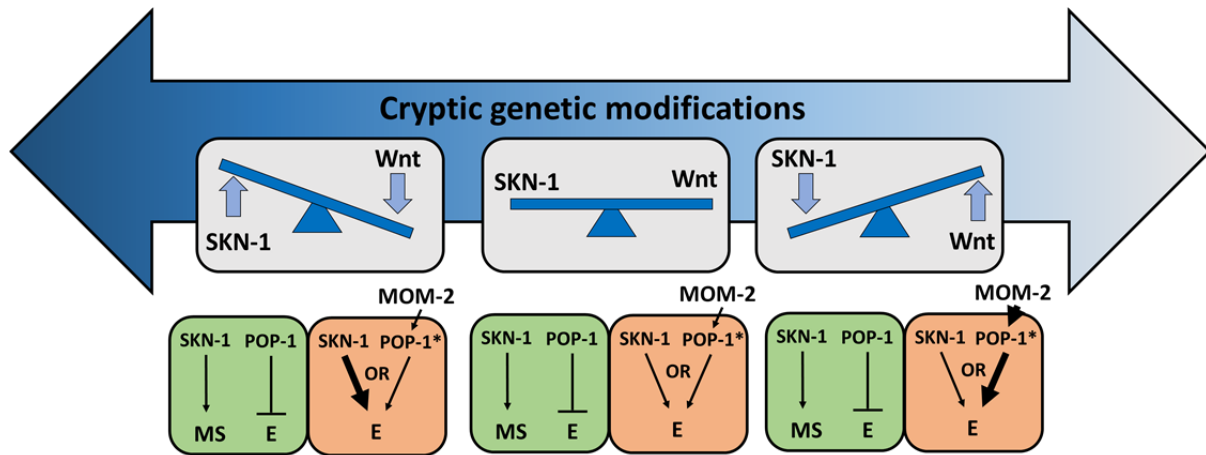 Cryptic genetic modifications
Wnt
SKN-1
SKN-1 Wnt
SKN-1
Wnt
MOM-2
SKN-1 POP-1 SKN-1 POP-1*
OR
MS E E
MOM-2
SKN-1 POP-1 SKN-1 POP-1*
OR
MS E E
MOM-2
SKN-1 POP-1 SKN-1 POP-1*
OR
MS E E